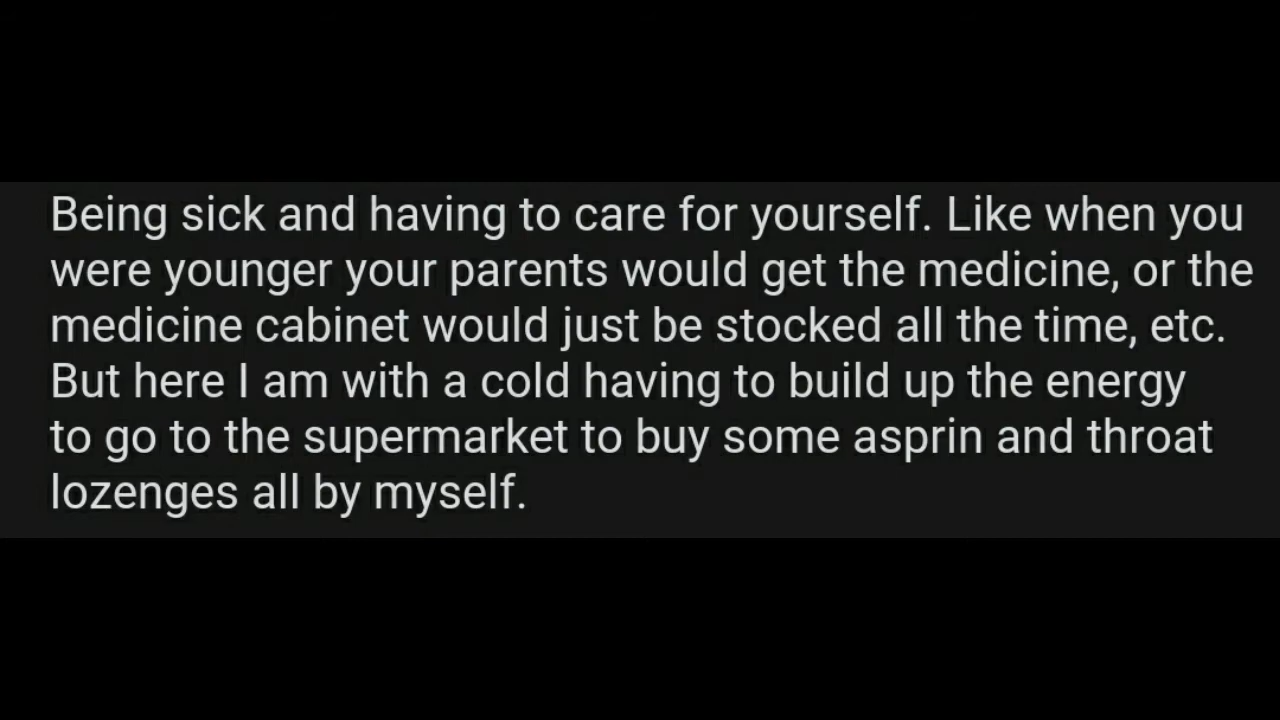 Being sick and having to care for yourself. Like when you
were younger your parents would get the medicine, or the
medicine cabinet would just be stocked all the time, etc.
But here I am with a cold having to build up the energy
to go to the supermarket to buy some asprin and throat
lozenges all by myself.